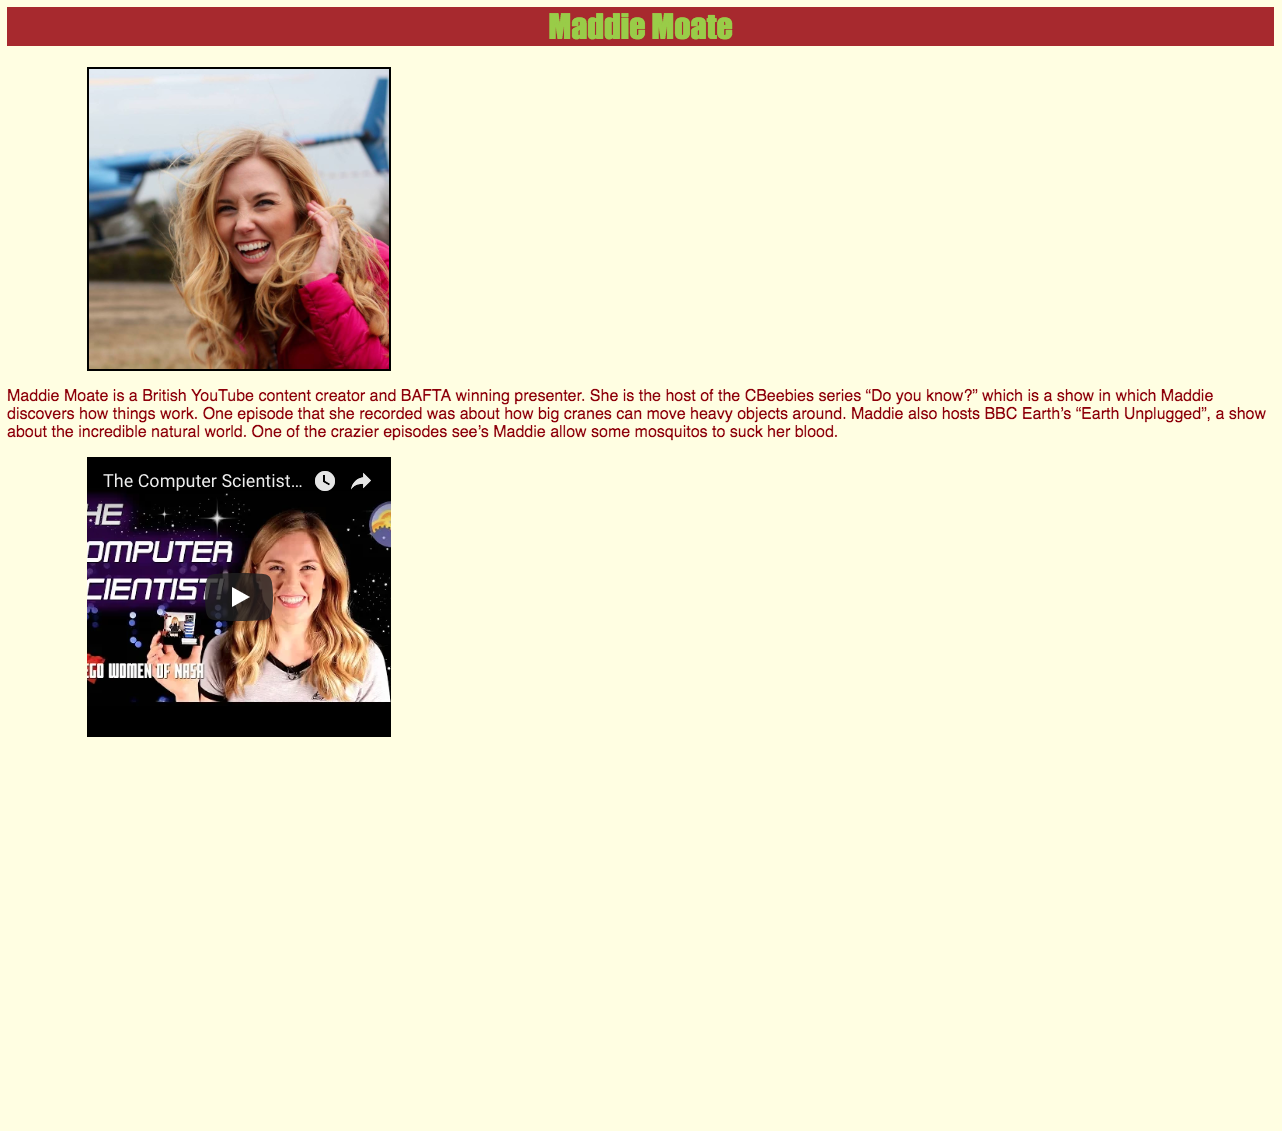 Maddie Moate
Maddie Moate is a British YouTube content creator and BAFTA winning presenter. She is the host of the CBeebies series “Do you know?” which is a show in which Maddie
discovers how things work. One episode that she recorded was about how big cranes can move heavy objects around. Maddie also hosts BBC Earth’s “Earth Unplugged”, a show
about the incredible natural world. One of the crazier episodes see’s Maddie allow some mosquitos to suck her blood.
The Computer Scientist...
HE
OMPUTER
CIENTIST!
EGO WOMEN OF NASA